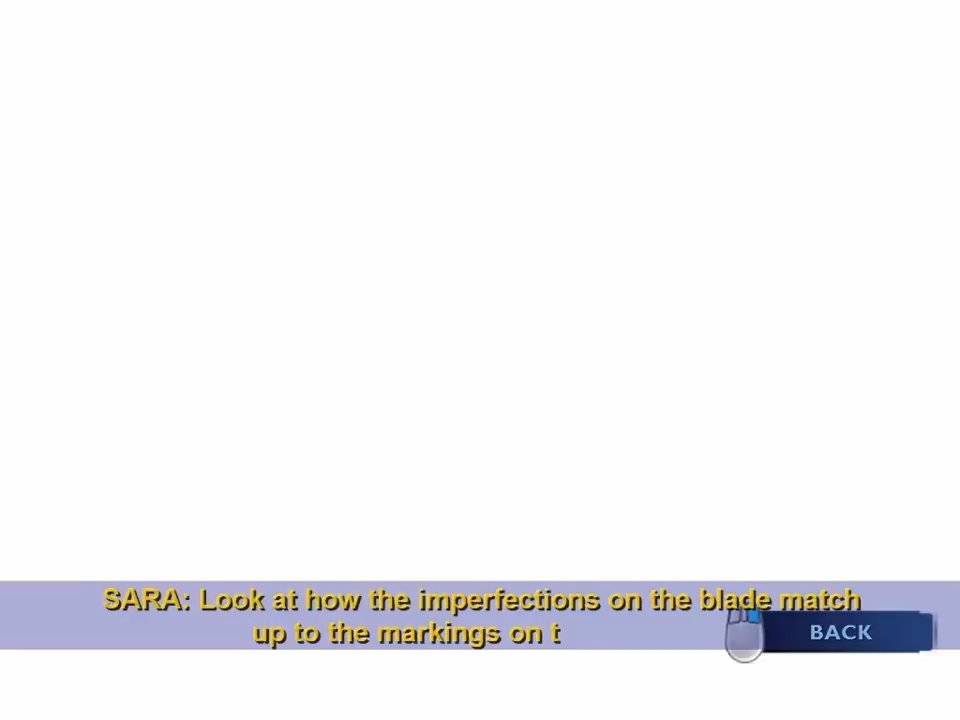 SARA: Look at how the imperfections on the blade match
up to the markings on t
BACK